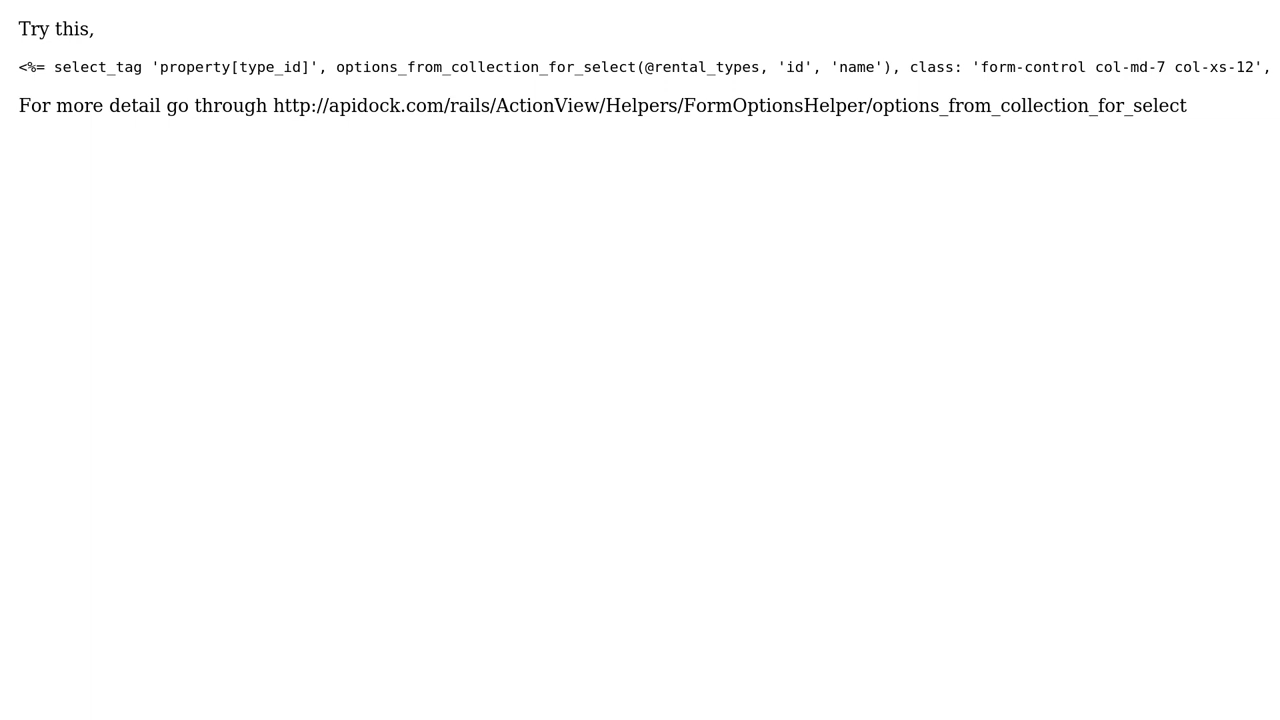 Try this,
<%= select_tag 'property[type_id]', options_from_collection_for_select(@rental_types, 'id', 'name'), class: 'form-control col-md-7 col-xs-12',
For more detail go through http://apidock.com/rails/ActionView/Helpers/FormOptionsHelper/options_from_collection_for_select